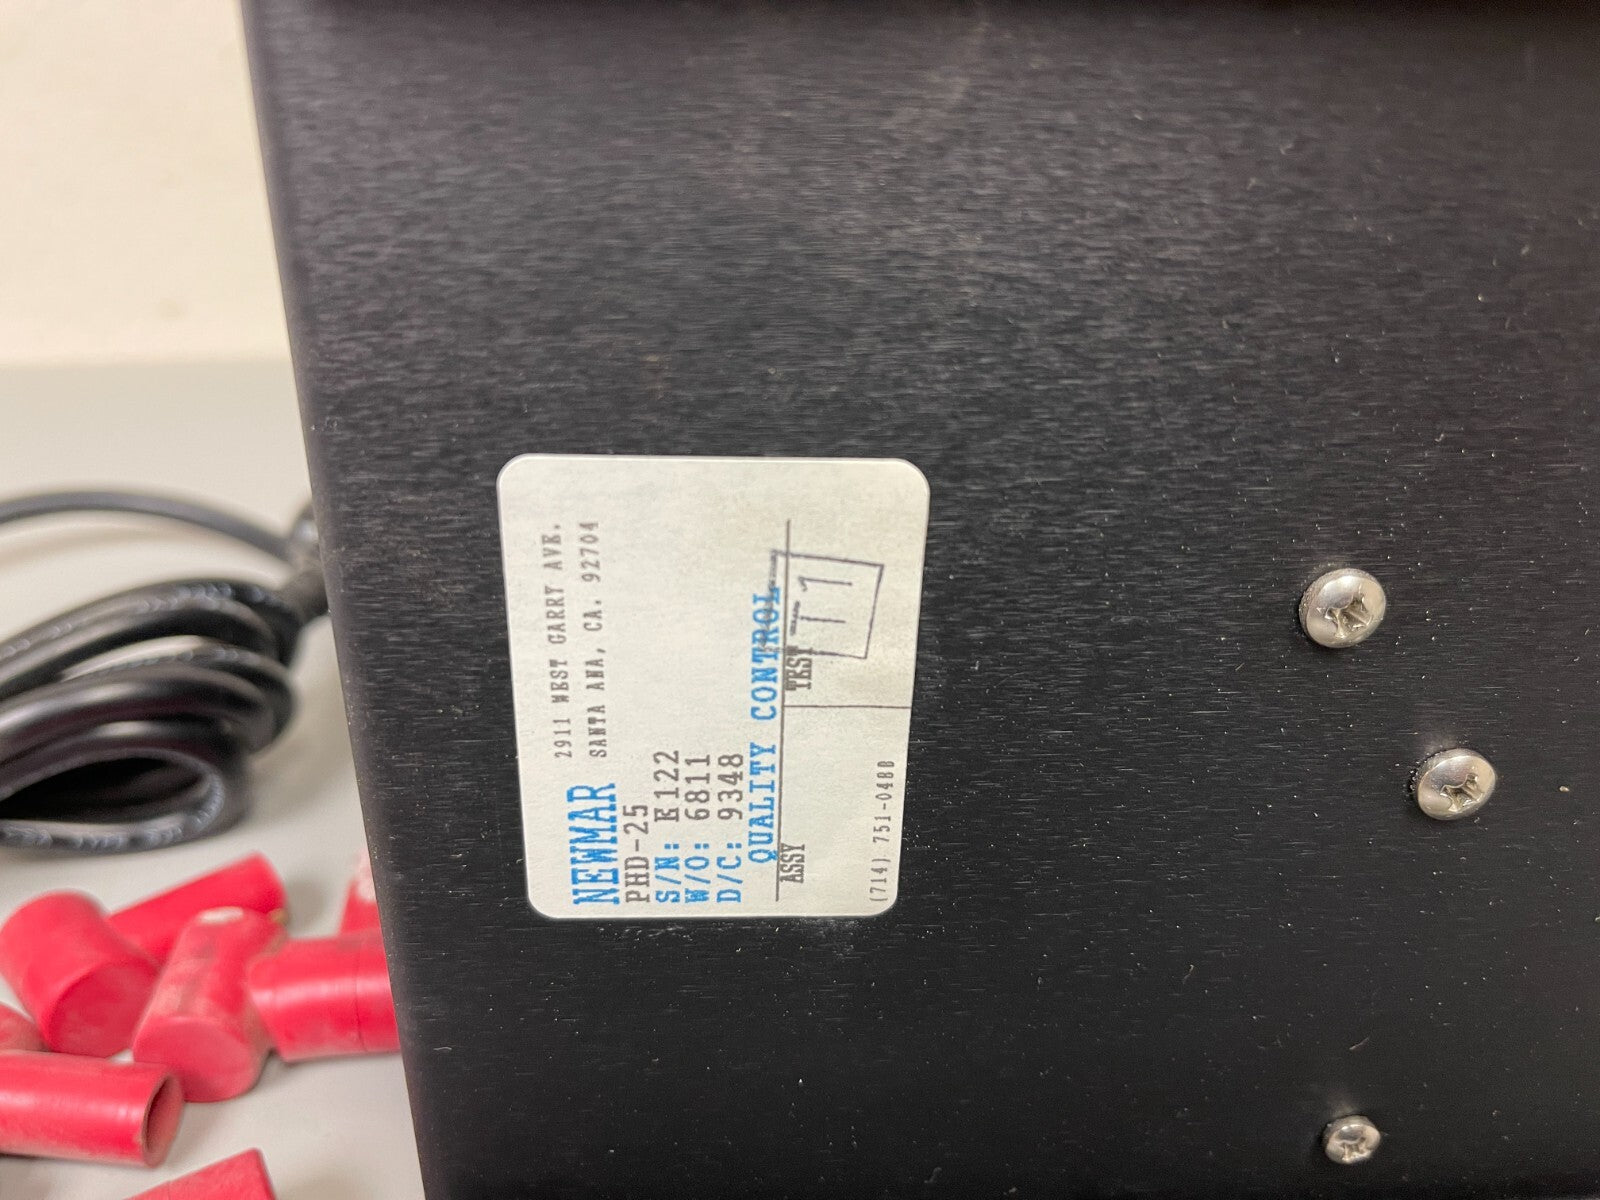 NEWMAR 2911 WEST GARRY AVE.
SANTA ANA, CA. 92704
PHD-25
S/N: E122
W/O: 6811
D/C: 9348
QUALITY CONTROL
ASSY TEST T1
(714) 751-0488